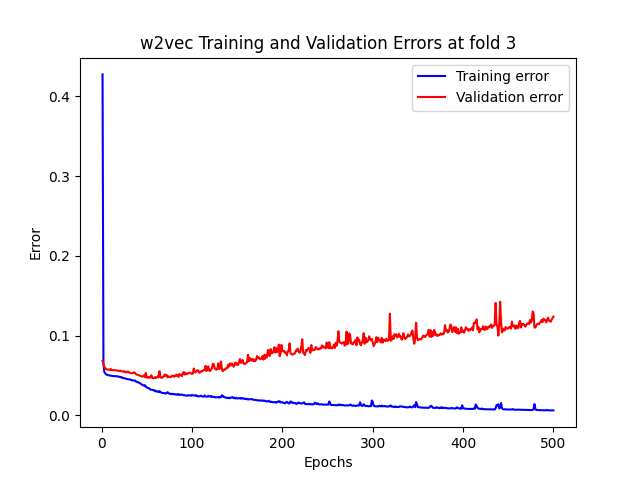 w2vec Training and Validation Errors at fold 3
Training error
Validation error
0.4
0.3
0.2
0.1
0.0
Error
0
100
200
300
400
500
Epochs